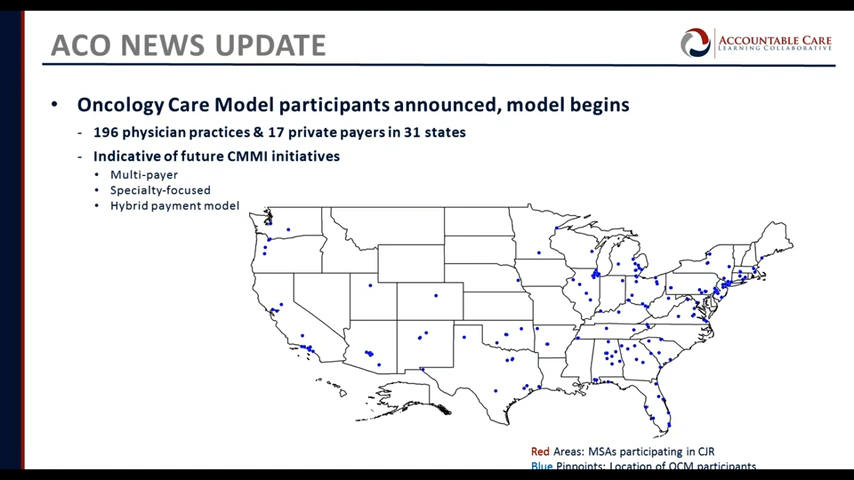 ACO NEWS UPDATE
ACCOUNTABLE CARE
LEARNING COLLABORATIVE
• Oncology Care Model participants announced, model begins
- 196 physician practices & 17 private payers in 31 states
- Indicative of future CMMI initiatives
• Multi-payer
• Specialty-focused
• Hybrid payment model
Red Areas: MSAs participating in CJR
Blue Pinpoints: Location of OCM participants